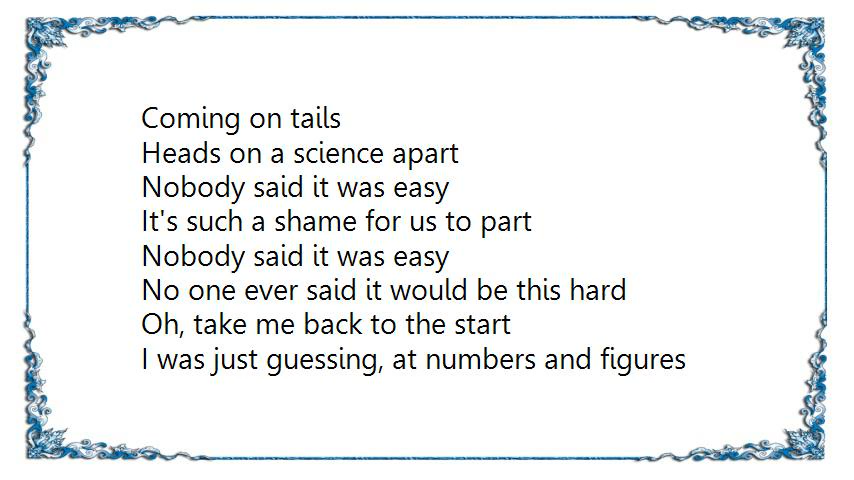 Coming on tails
Heads on a science apart
Nobody said it was easy
It's such a shame for us to part
Nobody said it was easy
No one ever said it would be this hard
Oh, take me back to the start
I was just guessing, at numbers and figures